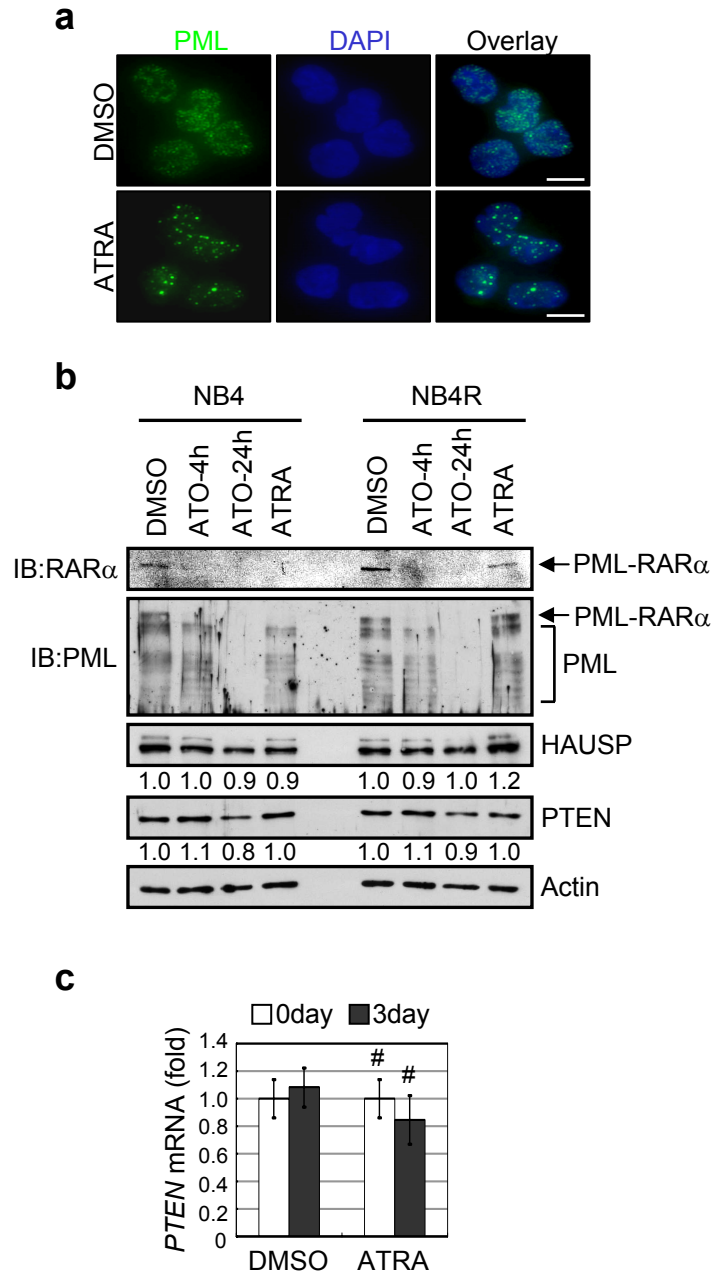 a
PML DAPI Overlay
DMSO
ATRA
b
NB4 NB4R
DMSO ATO-4h ATO-24h ATRA DMSO ATO-4h ATO-24h ATRA
IB:RARα PML-RARα
PML-RARα
IB:PML PML
HAUSP
1.0 1.0 0.9 0.9 1.0 0.9 1.0 1.2
PTEN
1.0 1.1 0.8 1.0 1.0 1.1 0.9 1.0
Actin
c
0day 3day
PTEN mRNA (fold)
1.4
1.2
1.0
0.8
0.6
0.4
0.2
0
# #
DMSO ATRA